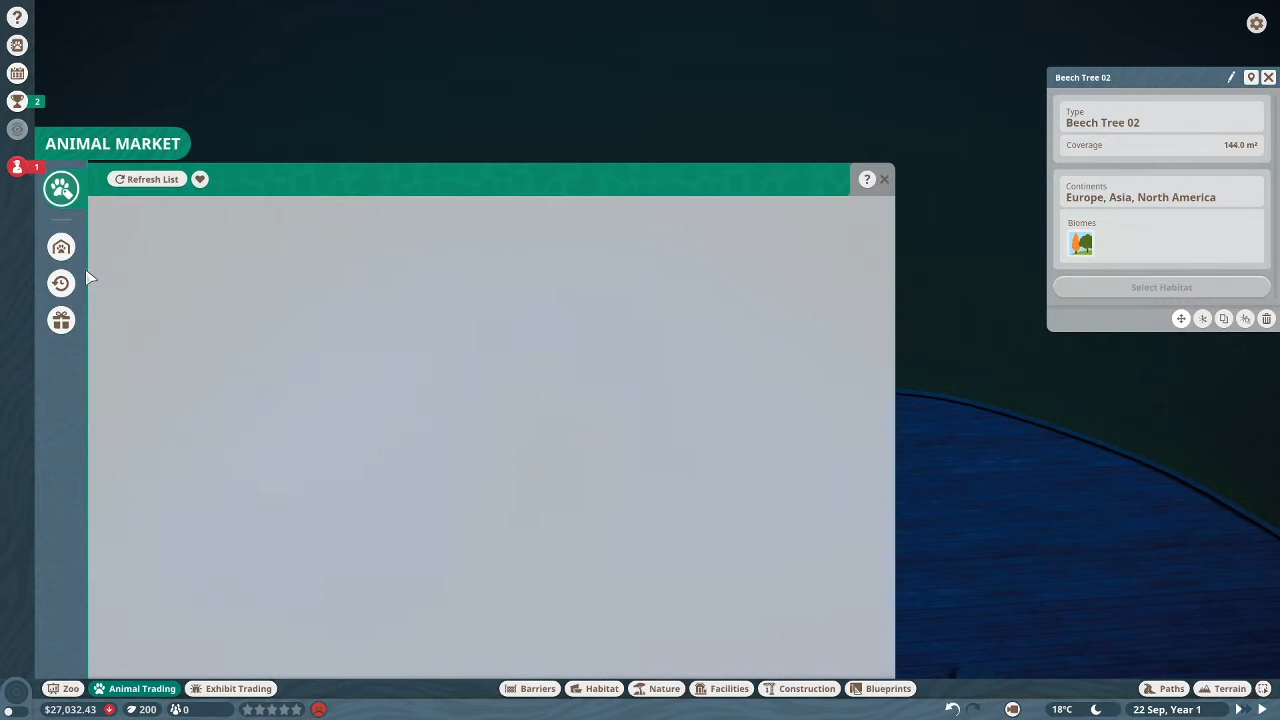 2
ANIMAL MARKET
1
Refresh List
?
Beech Tree 02
Type
Beech Tree 02
Coverage 144.0 m²
Continents
Europe, Asia, North America
Biomes
Select Habitat
Zoo Animal Trading Exhibit Trading Barriers Habitat Nature Facilities Construction Blueprints Paths Terrain
$27,032.43 200 0 18°C 22 Sep, Year 1